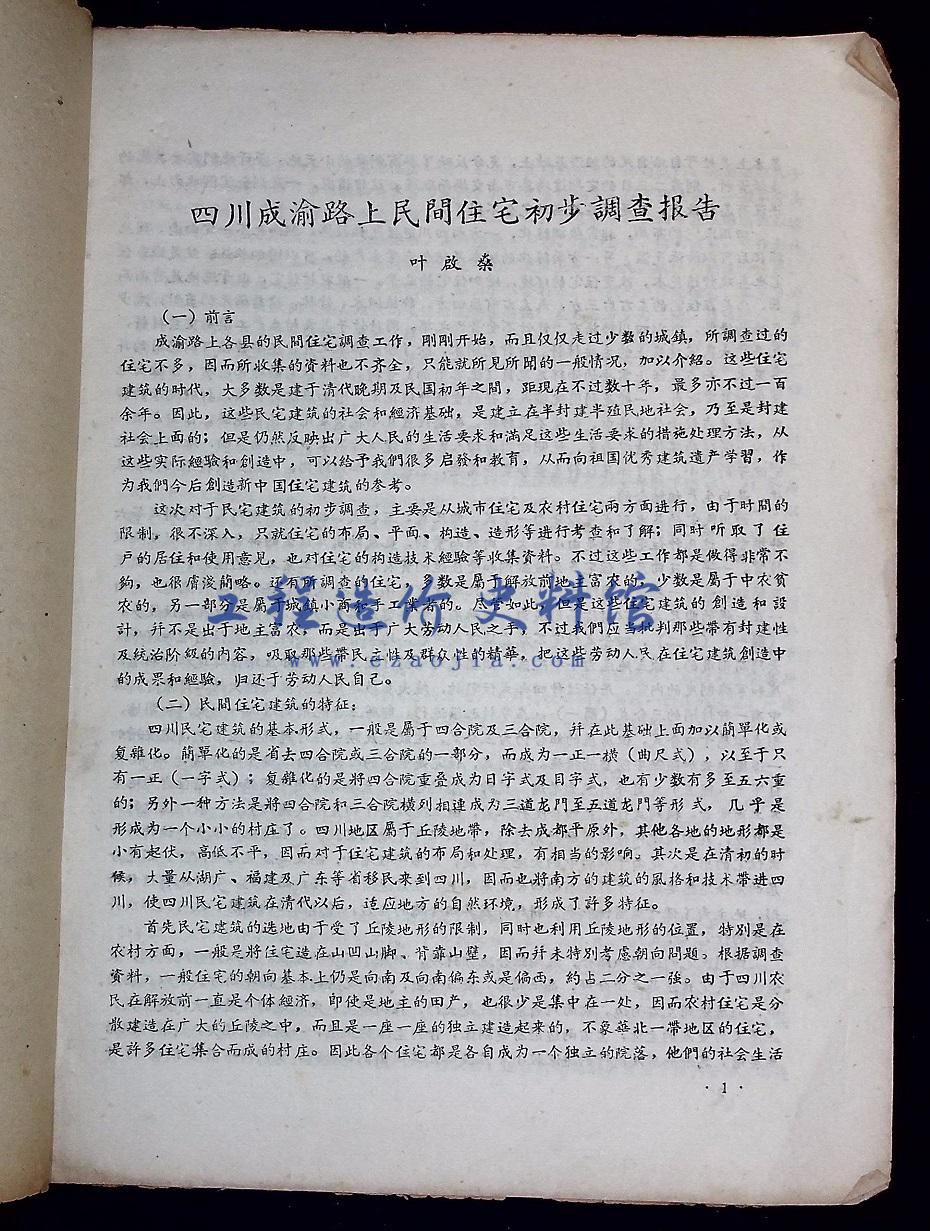 四川成渝路上民間住宅初步調查报告
叶啟燊
（一）前言
成渝路上各县的民間住宅調查工作，刚刚开始，而且仅仅走过少数的城镇，所調查过的
住宅不多，因而所收集的資料也不齐全，只能就所见所聞的一般情况，加以介紹。这些住宅
建筑的时代，大多数是建于清代晚期及民国初年之間，距現在不过数十年，最多亦不过一百
余年。因此，这些民宅建筑的社会和經济基础，是建立在半封建半殖民地社会，乃至是封建
社会上面的；但是仍然反映出广大人民的生活要求和滿足这些生活要求的措施处理方法，从
这些实际經驗和創造中，可以給予我們很多启發和教育，从而向祖国优秀建筑遗产学習，作
为我們今后創造新中国住宅建筑的参考。
这次对于民宅建筑的初步調查，主要是从城市住宅及农村住宅兩方面进行，由于时間的
限制，很不深入，只就住宅的布局、平面、构造、造形等进行考查和了解；同时听取了住
戶的居住和使用意见，也对住宅的构造技术經驗等收集資料。不过这些工作都是做得非常不
夠，也很膚淺簡略。还有所調查的住宅，多数是屬于解放前地主富农的，少数是屬于中农貧
农的，另一部分是屬于城鎮小商和手工業者的。尽管如此，但是这些住宅建筑的創造和設
計，幷不是出于地主富农，而是出于广大劳动人民之手，不过我們应当批判那些帶有封建性
及統治阶級的內容，吸取那些帶民主性及群众性的精華，把这些劳动人民在住宅建筑創造中
的成果和經驗，归还于劳动人民自己。
（二）民間住宅建筑的特征：
四川民宅建筑的基本形式，一般是屬于四合院及三合院，幷在此基础上面加以簡單化或
复雜化。簡單化的是省去四合院或三合院的一部分，而成为一正一横（曲尺式），以至于只
有一正（一字式）；复雜化的是將四合院重叠成为日字式及目字式，也有少数有多至五六重
的；另外一种方法是將四合院和三合院橫列相連成为三道龙門至五道龙門等形式，几乎是
形成为一个小小的村庄了。四川地区屬于丘陵地帶，除去成都平原外，其他各地的地形都是
小有起伏，高低不平，因而对于住宅建筑的布局和处理，有相当的影响。其次是在清初的时
候，大量从湖广、福建及广东等省移民来到四川，因而也將南方的建筑的風格和技术帶进四
川，使四川民宅建筑在清代以后，适应地方的自然环境，形成了許多特征。
首先民宅建筑的选地由于受了丘陵地形的限制，同时也利用丘陵地形的位置，特別是在
农村方面，一般是將住宅造在山凹山脚、背靠山壁，因而幷未特別考慮朝向問題。根据調查
資料，一般住宅的朝向基本上仍是向南及向南偏东或是偏西，約占二分之一强。由于四川农
民在解放前一直是个体經济，即使是地主的田产，也很少是集中在一处，因而农村住宅是分
散建造在广大的丘陵之中，而且是一座一座的独立建造起来的，不象華北一帶地区的住宅，
是許多住宅集合而成的村庄。因此各个住宅都是各自成为一个独立的院落，他們的社会生活
· 1 ·
工程造价史料馆
www.czaojia.com